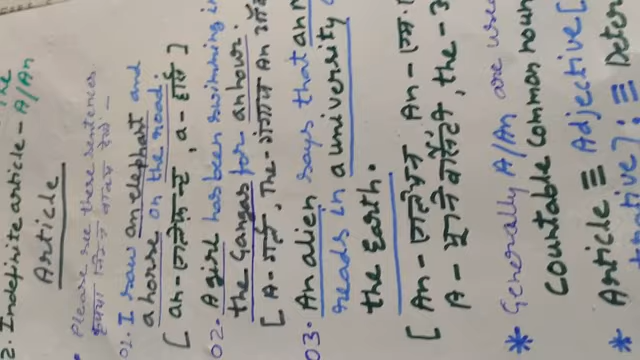 2. Indefinite article - A/An
Article
Please see these sentences
कृपया निम्न वाक्य देखें -
01. I saw an elephant and
a horse on the road.
[ an - एलीफेन्ट, a - हॉर्स ]
02. A girl has been swimming in
the Ganges for an hour.
[ A - गर्ल, The - गंगाज An
03. An alien says that an
reads in a university
the Earth.
[ An - एलियन An - एम.
A - यूनिवर्सिटी, the -
* Generally A/An are
Countable common noun
* Article ≡ Adjective [
] ≡ Deter